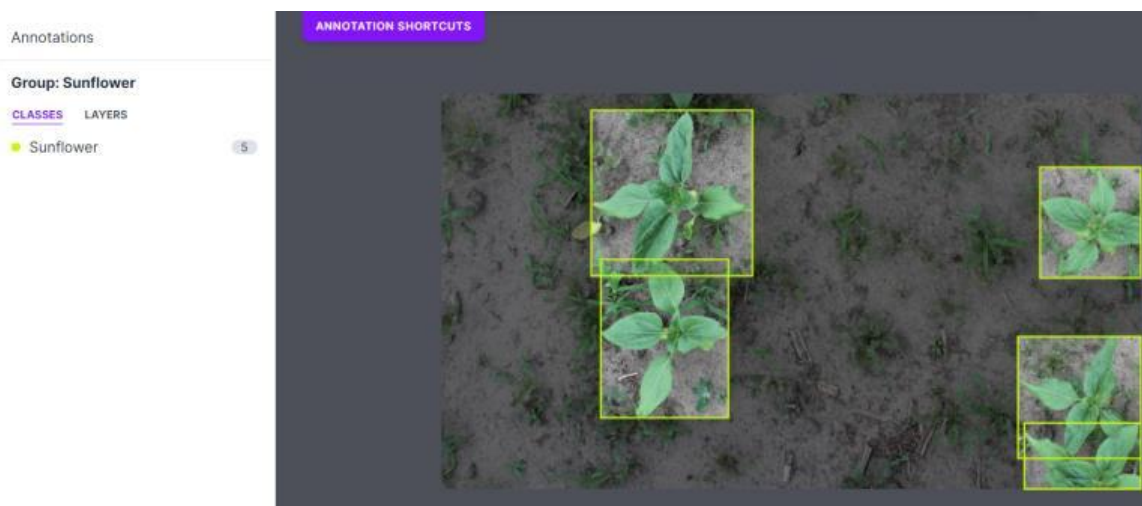 Annotations
ANNOTATION SHORTCUTS
Group: Sunflower
CLASSES LAYERS
Sunflower 5